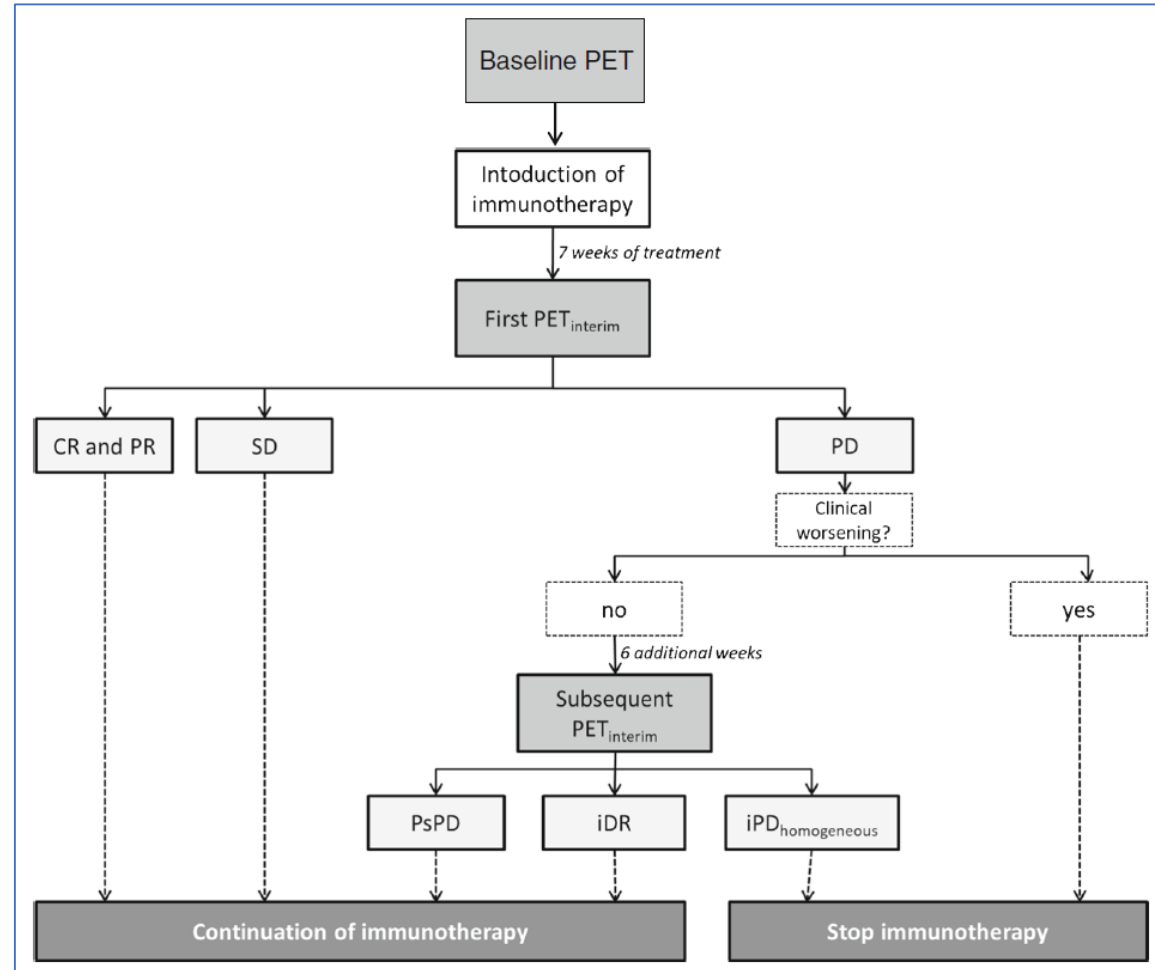 Baseline PET
Intoduction of
immunotherapy
7 weeks of treatment
First PETinterim
CR and PR
SD
PD
Clinical
worsening?
no
yes
6 additional weeks
Subsequent
PETinterim
PsPD
iDR
iPDhomogeneous
Continuation of immunotherapy
Stop immunotherapy